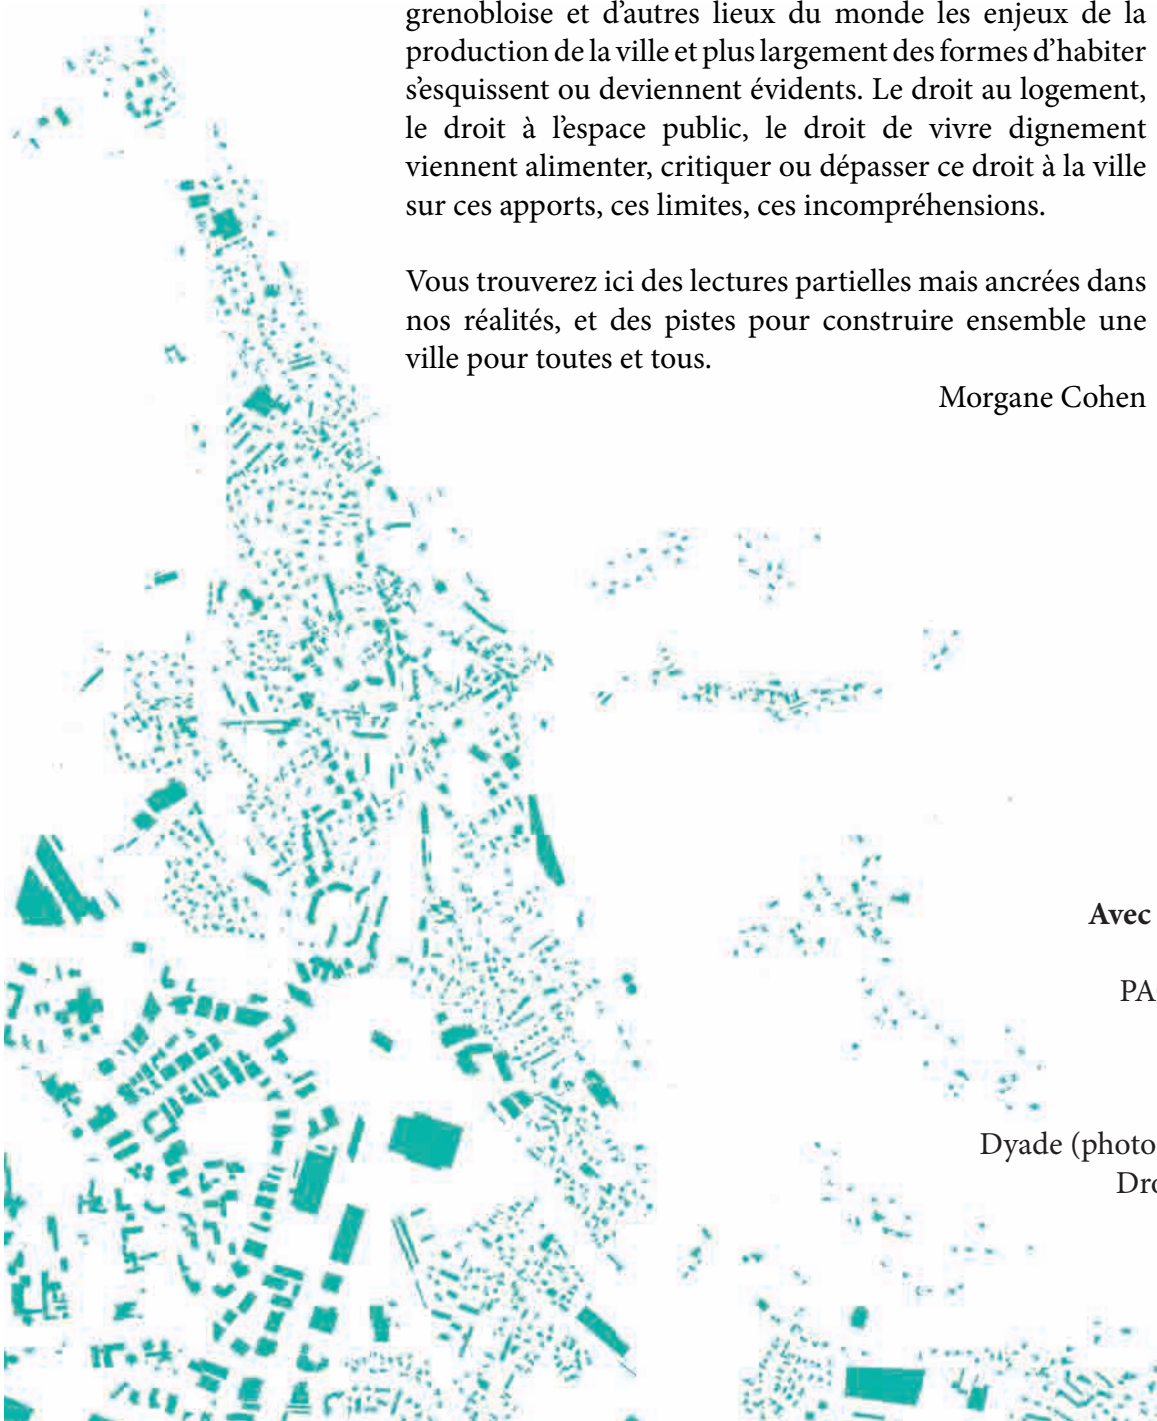 grenobloise et d'autres lieux du monde les enjeux de la
production de la ville et plus largement des formes d'habiter
s'esquissent ou deviennent évidents. Le droit au logement,
le droit à l'espace public, le droit de vivre dignement
viennent alimenter, critiquer ou dépasser ce droit à la ville
sur ces apports, ces limites, ces incompréhensions.
Vous trouverez ici des lectures partielles mais ancrées dans
nos réalités, et des pistes pour construire ensemble une
ville pour toutes et tous.
Morgane Cohen
Avec
PA
Dyade (photo
Dro